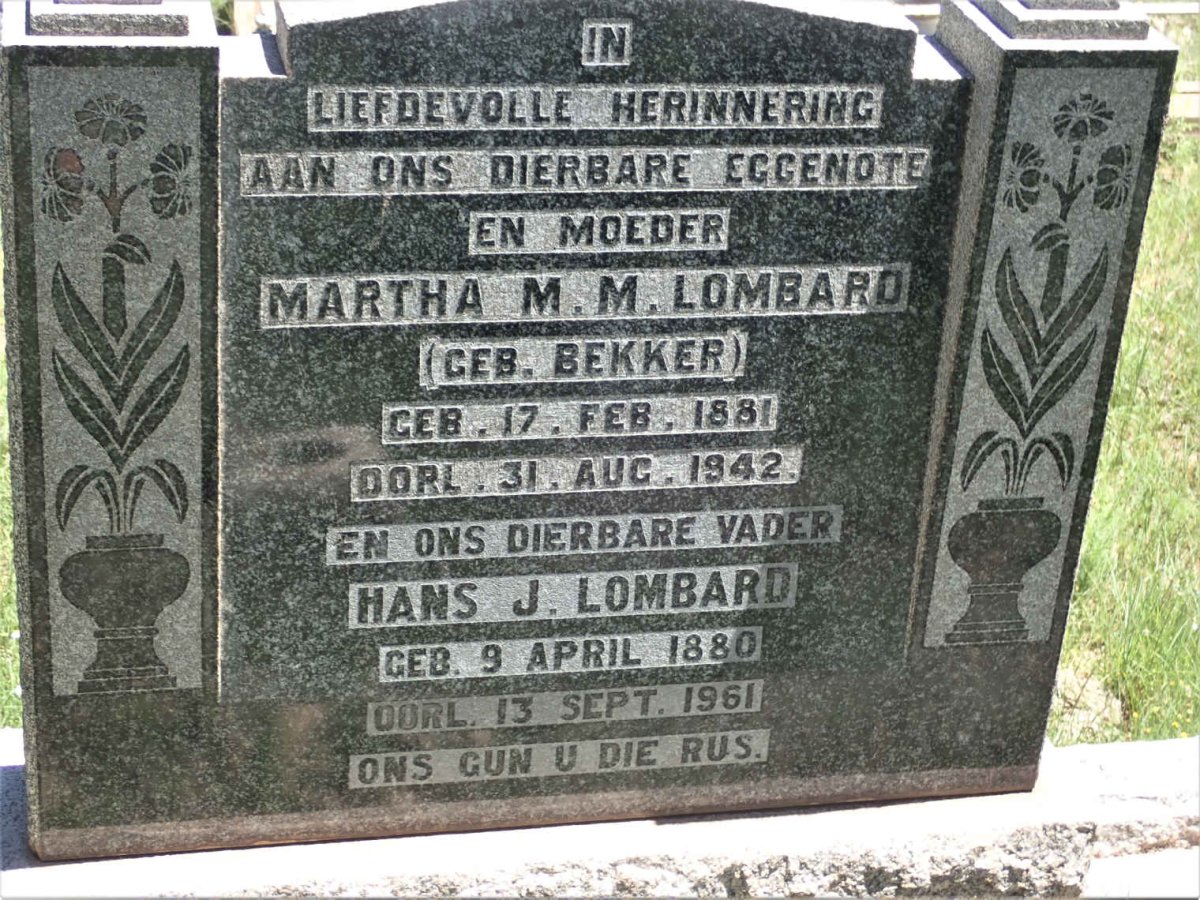 IN
LIEFDEVOLLE HERINNERING
AAN ONS DIERBARE EGGENOTE
EN MOEDER
MARTHA M. M. LOMBARD
(GEB. BEKKER)
GEB. 17. FEB. 1881
OORL. 31. AUG. 1942.
EN ONS DIERBARE VADER
HANS J. LOMBARD
GEB. 9 APRIL 1880
OORL. 13 SEPT. 1961
ONS GUN U DIE RUS.